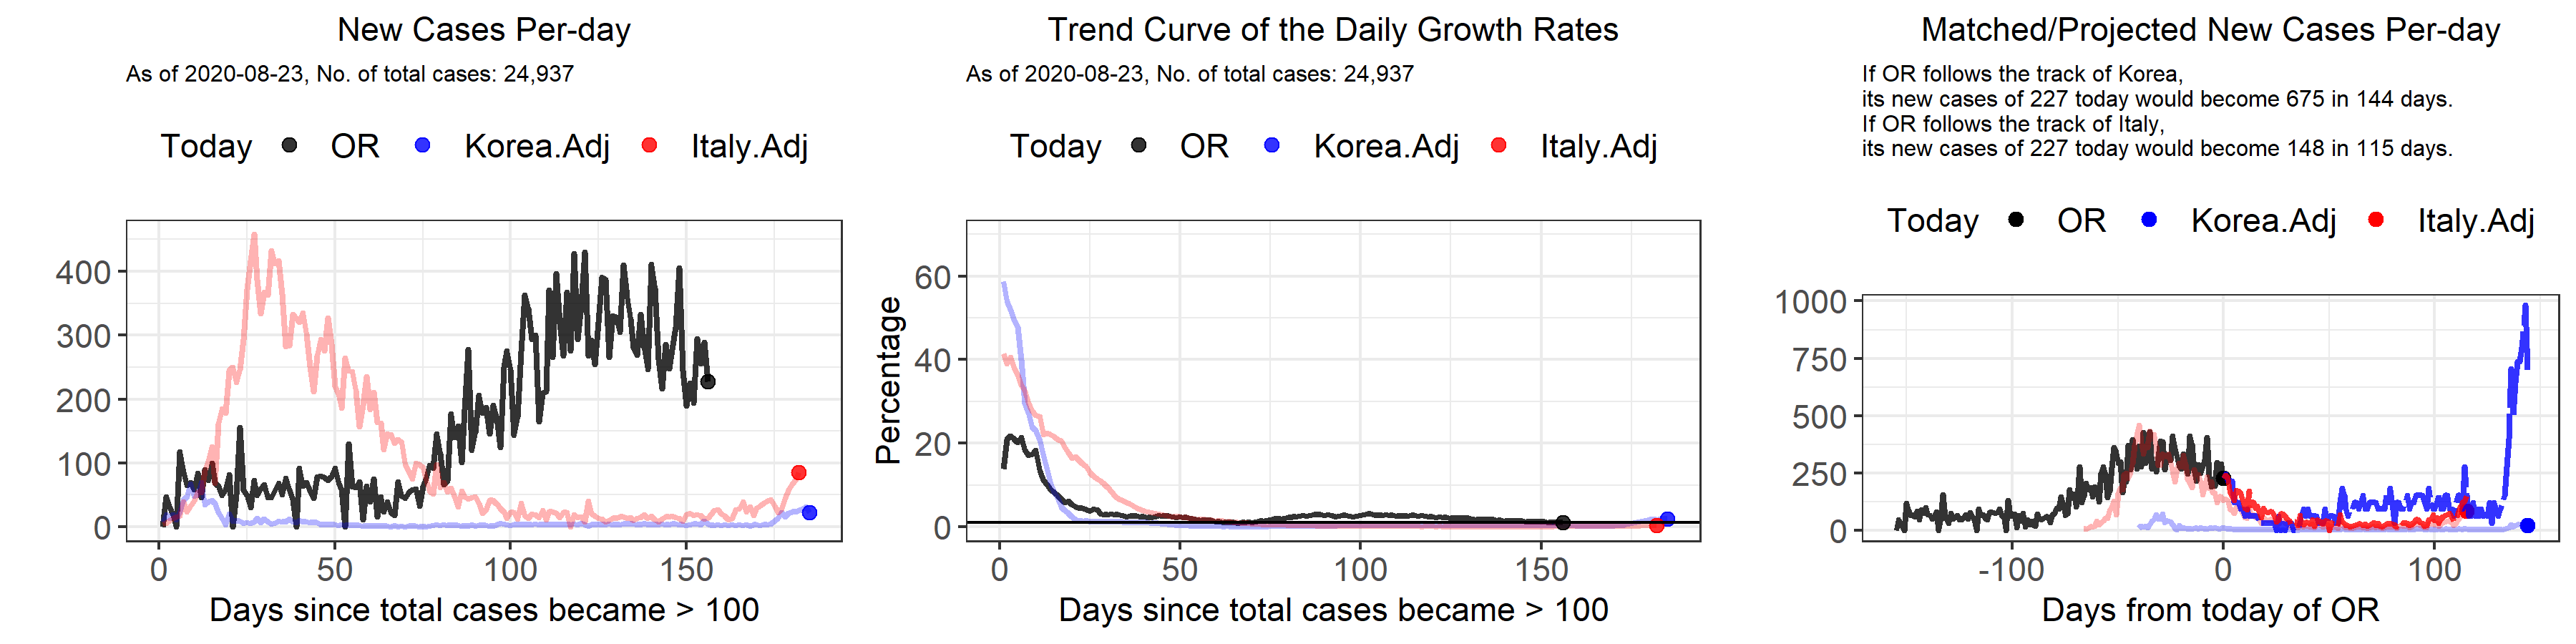 New Cases Per-day
As of 2020-08-23, No. of total cases: 24,937
Today OR Korea.Adj Italy.Adj
400
300
200
100
0
0 50 100 150
Days since total cases became > 100
Trend Curve of the Daily Growth Rates
As of 2020-08-23, No. of total cases: 24,937
Today OR Korea.Adj Italy.Adj
Percentage
60
40
20
0
0 50 100 150
Days since total cases became > 100
Matched/Projected New Cases Per-day
If OR follows the track of Korea,
its new cases of 227 today would become 675 in 144 days.
If OR follows the track of Italy,
its new cases of 227 today would become 148 in 115 days.
Today OR Korea.Adj Italy.Adj
1000
750
500
250
0
-100 0 100
Days from today of OR